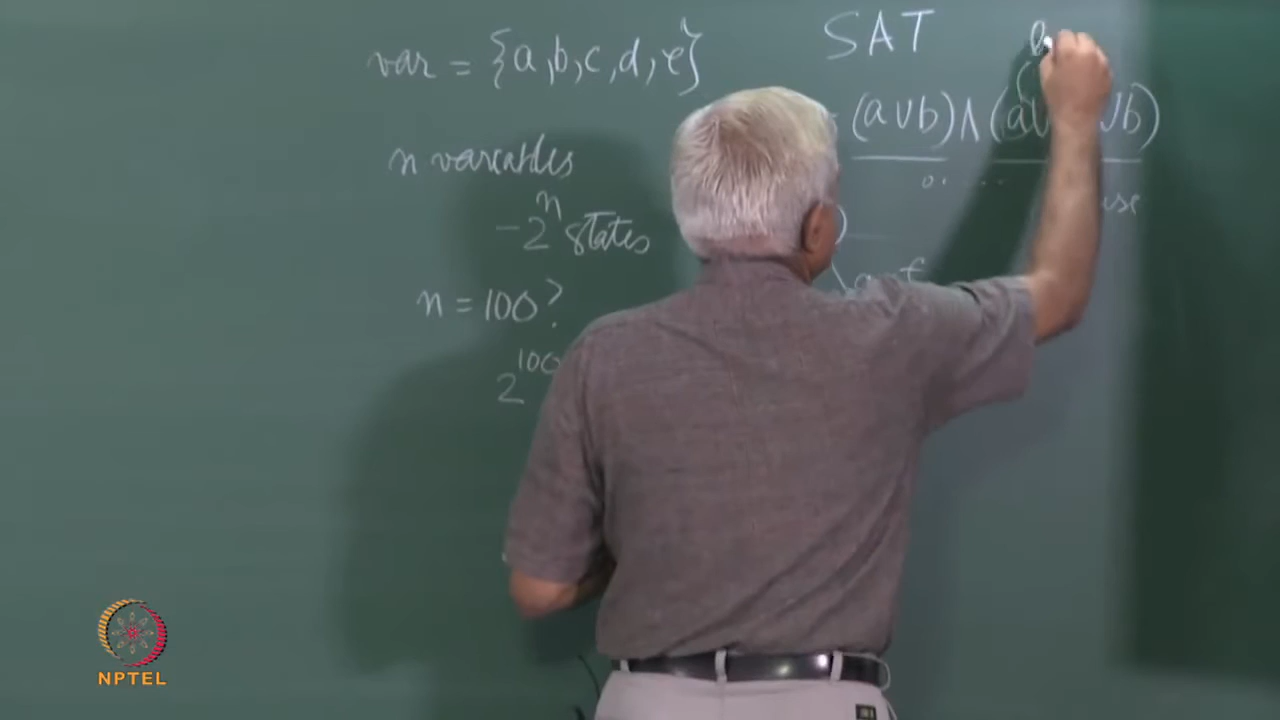 var = {a,b,c,d,e}
SAT
(a∪b)∧(a∪ ∪b)
n variables
-2^n states
n = 100?
2^100
NPTEL